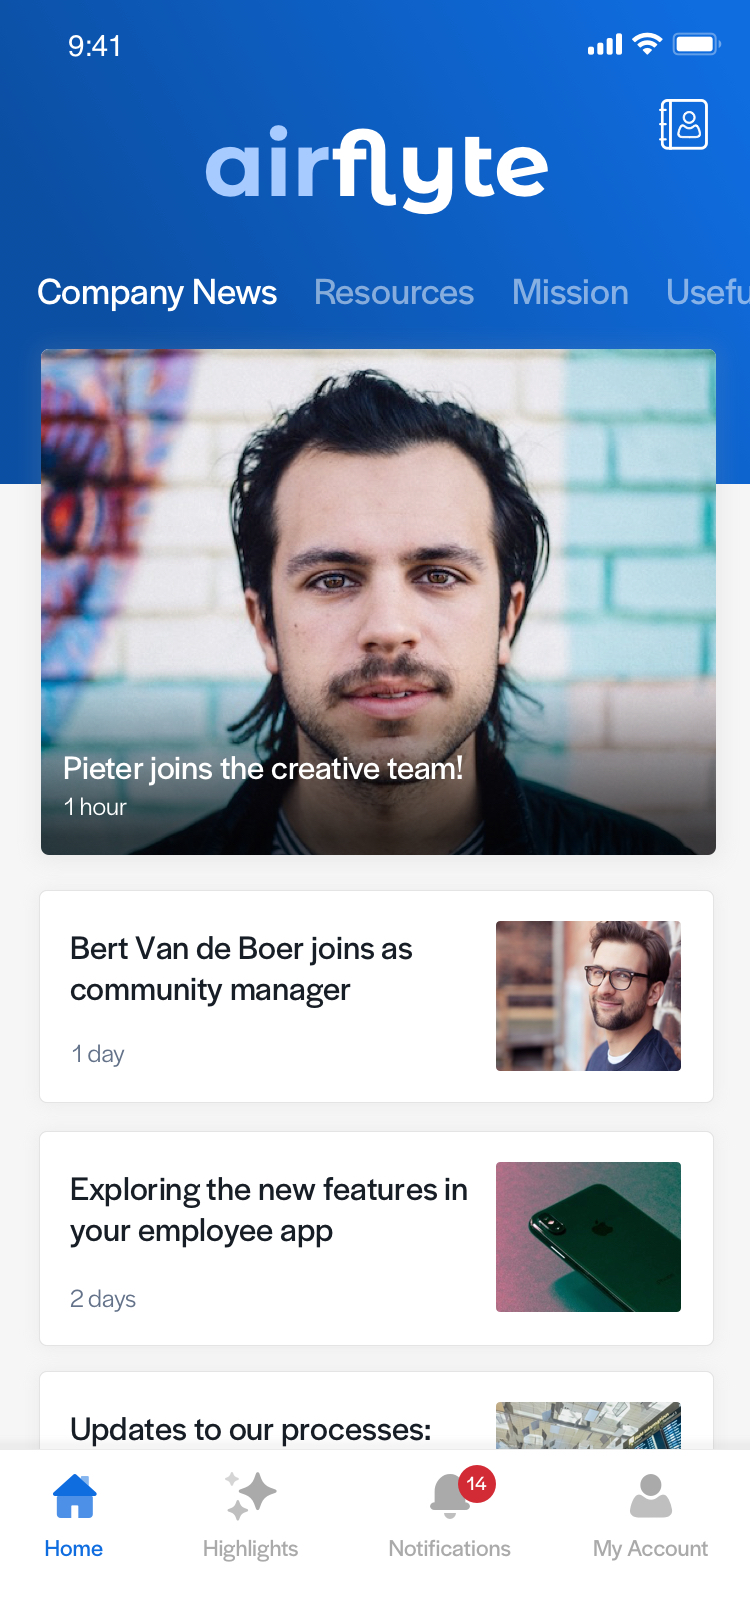 9:41
airflyte
Company News Resources Mission Usefu
Pieter joins the creative team!
1 hour
Bert Van de Boer joins as
community manager
1 day
Exploring the new features in
your employee app
2 days
Updates to our processes:
14
Home Highlights Notifications My Account